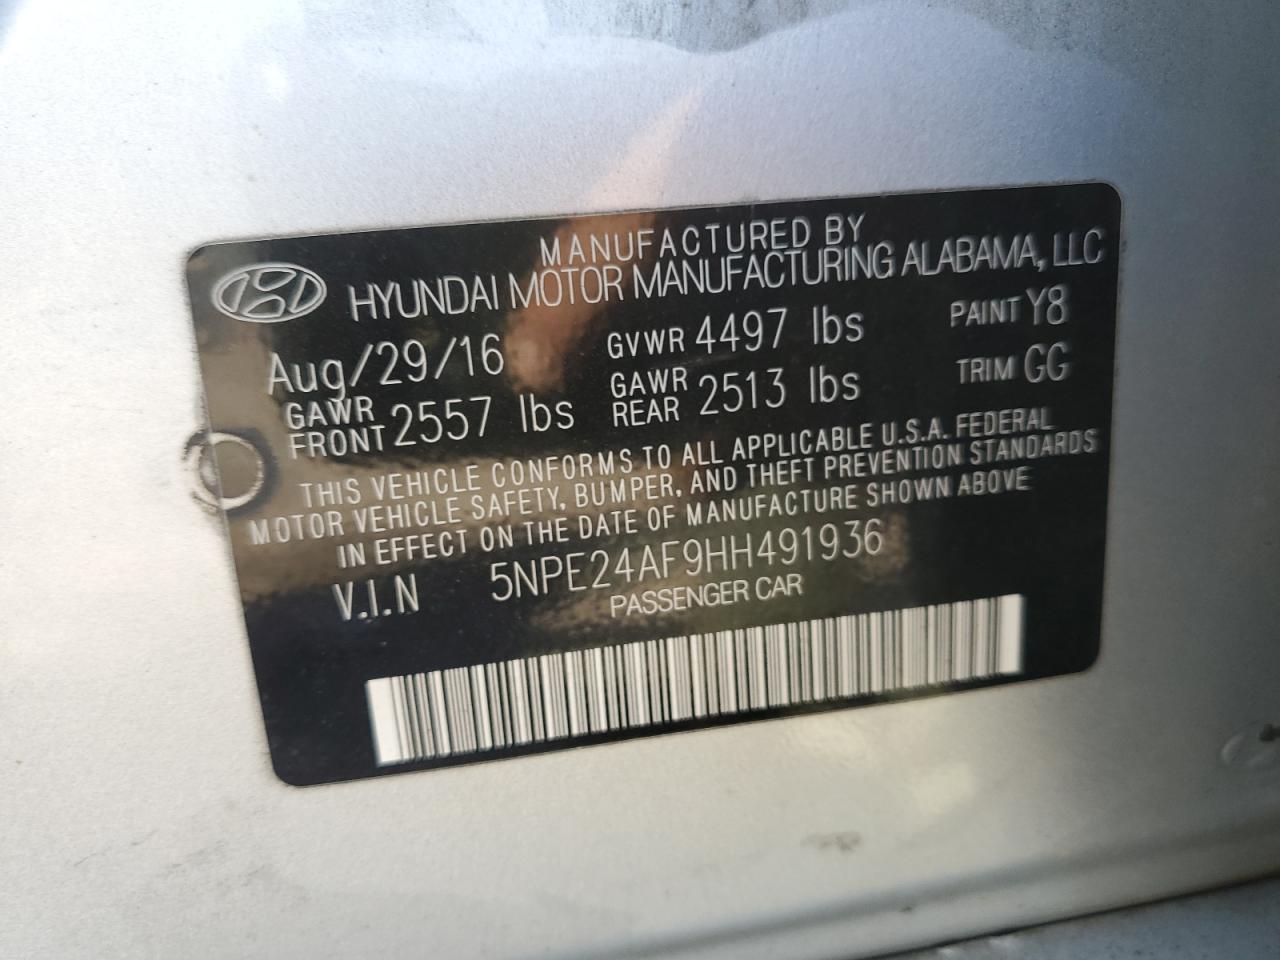 MANUFACTURED BY
HYUNDAI MOTOR MANUFACTURING ALABAMA, LLC
Aug/29/16 GVWR 4497 lbs PAINT Y8
GAWR FRONT 2557 lbs GAWR REAR 2513 lbs TRIM GG
THIS VEHICLE CONFORMS TO ALL APPLICABLE U.S.A. FEDERAL
MOTOR VEHICLE SAFETY, BUMPER, AND THEFT PREVENTION STANDARDS
IN EFFECT ON THE DATE OF MANUFACTURE SHOWN ABOVE
V.I.N 5NPE24AF9HH491936
PASSENGER CAR